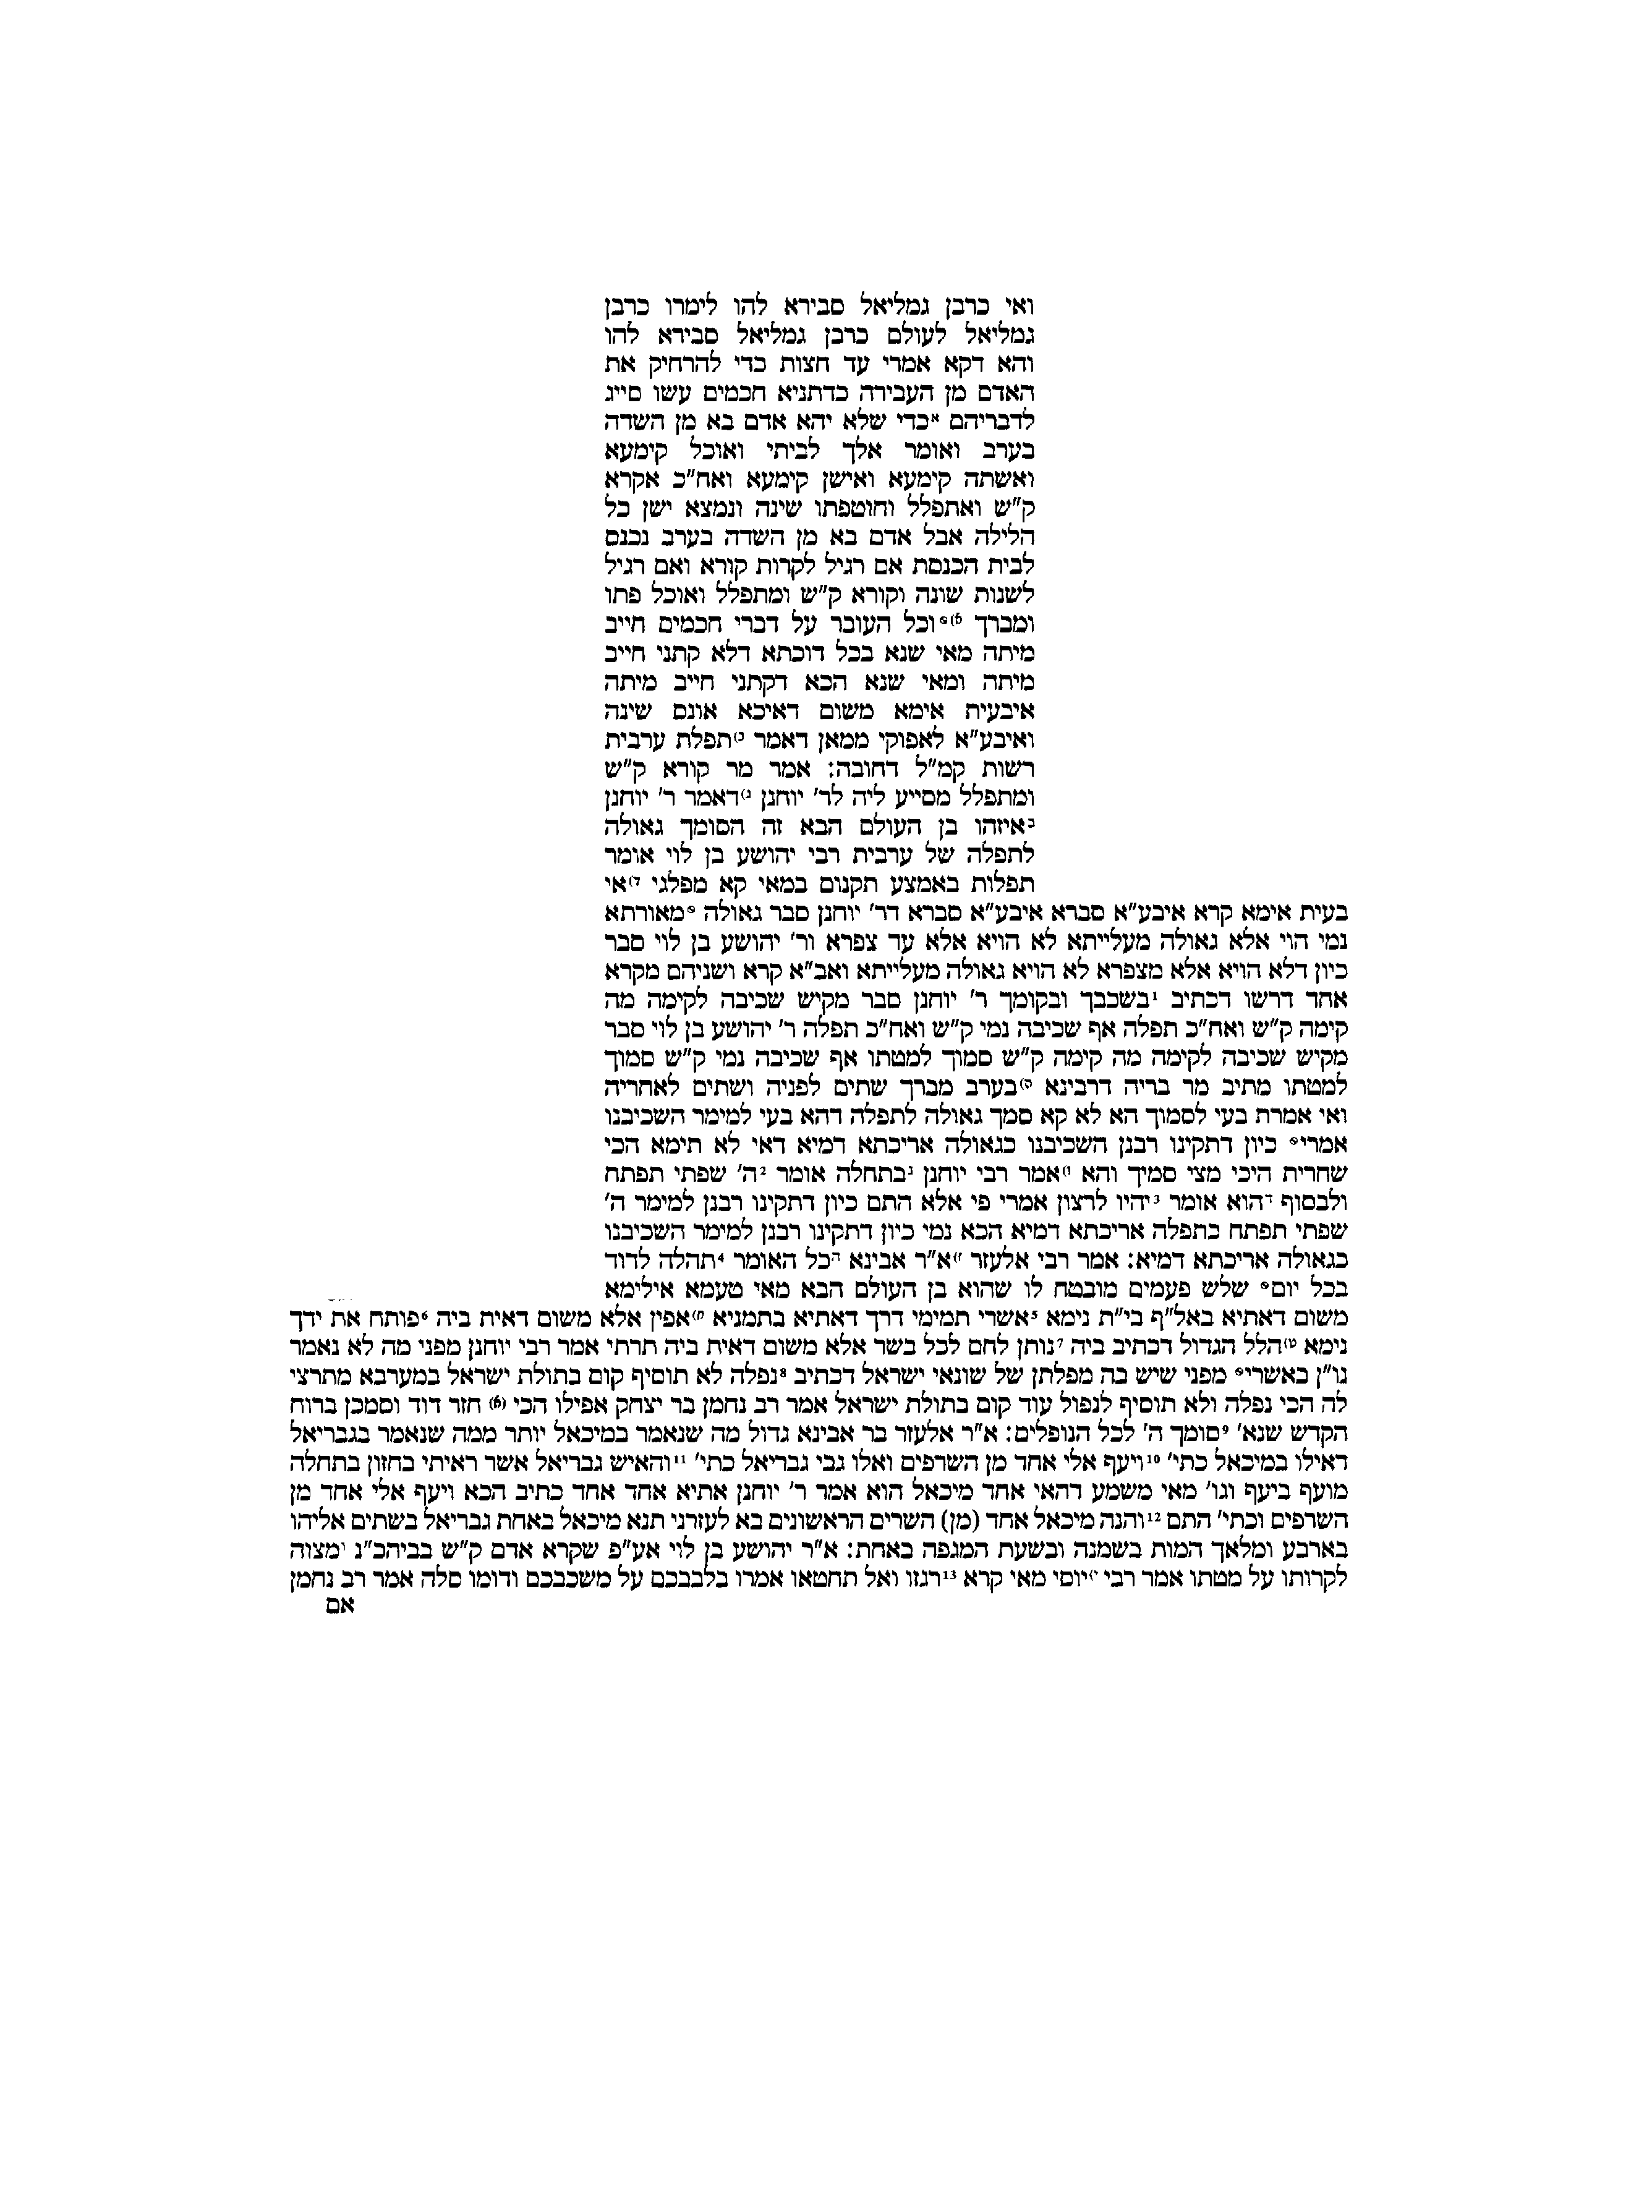 ואי כרבן גמליאל סבירא להו לימרו כרבן
גמליאל לעולם כרבן גמליאל סבירא להו
והא דקא אמרי עד חצות כדי להרחיק את
האדם מן העבירה כדתניא חכמים עשו סייג
לדבריהם אכדי שלא יהא אדם בא מן השדה
בערב ואומר אלך לביתי ואוכל קימעא
ואשתה קימעא ואישן קימעא ואח"כ אקרא
ק"ש ואתפלל וחוטפתו שינה ונמצא ישן כל
הלילה אבל אדם בא מן השדה בערב נכנס
לבית הכנסת אם רגיל לקרות קורא ואם רגיל
לשנות שונה וקורא ק"ש ומתפלל ואוכל פתו
ומברך א)°וכל העובר על דברי חכמים חייב
מיתה מאי שנא בכל דוכתא דלא קתני חייב
מיתה ומאי שנא הכא דקתני חייב מיתה
איבעית אימא משום דאיכא אונס שינה
ואיבע"א לאפוקי ממאן דאמר ב)תפלת ערבית
רשות קמ"ל דחובה: אמר מר קורא ק"ש
ומתפלל מסייע ליה לר' יוחנן ג)דאמר ר' יוחנן
באיזהו בן העולם הבא זה הסומך גאולה
לתפלה של ערבית רבי יהושע בן לוי אומר
תפלות באמצע תקנום במאי קא מפלגי ד)אי
בעית אימא קרא איבע"א סברא איבע"א סברא דר' יוחנן סבר גאולה °מאורתא
נמי הוי אלא גאולה מעלייתא לא הויא אלא עד צפרא ור' יהושע בן לוי סבר
כיון דלא הויא אלא מצפרא לא הויא גאולה מעלייתא ואב"א קרא ושניהם מקרא
אחד דרשו דכתיב 1בשכבך ובקומך ר' יוחנן סבר מקיש שכיבה לקימה מה
קימה ק"ש ואח"כ תפלה אף שכיבה נמי ק"ש ואח"כ תפלה ר' יהושע בן לוי סבר
מקיש שכיבה לקימה מה קימה ק"ש סמוך למטתו אף שכיבה נמי ק"ש סמוך
למטתו מתיב מר בריה דרבינא ה)בערב מברך שתים לפניה ושתים לאחריה
ואי אמרת בעי לסמוך הא לא קא סמך גאולה לתפלה דהא בעי למימר השכיבנו
אמרי° כיון דתקינו רבנן השכיבנו כגאולה אריכתא דמיא דאי לא תימא הכי
שחרית היכי מצי סמיך והא ו)אמר רבי יוחנן גבתחלה אומר 2ה' שפתי תפתח
ולבסוף דהוא אומר 3יהיו לרצון אמרי פי אלא התם כיון דתקינו רבנן למימר ה'
שפתי תפתח כתפלה אריכתא דמיא הכא נמי כיון דתקינו רבנן למימר השכיבנו
כגאולה אריכתא דמיא: אמר רבי אלעזר ז)א"ר אבינא הכל האומר 4תהלה לדוד
בכל יום° שלש פעמים מובטח לו שהוא בן העולם הבא מאי טעמא אילימא
משום דאתיא באל"ף בי"ת נימא 5אשרי תמימי דרך דאתיא בתמניא ח)אפין אלא משום דאית ביה 6פותח את ידך
נימא ט)הלל הגדול דכתיב ביה 7נותן לחם לכל בשר אלא משום דאית ביה תרתי אמר רבי יוחנן מפני מה לא נאמר
נו"ן באשרי° מפני שיש בה מפלתן של שונאי ישראל דכתיב 8נפלה לא תוסיף קום בתולת ישראל במערבא מתרצי
לה הכי נפלה ולא תוסיף לנפול עוד קום בתולת ישראל אמר רב נחמן בר יצחק אפילו הכי (א) חזר דוד וסמכן ברוח
הקדש שנא' 9סומך ה' לכל הנופלים: א"ר אלעזר בר אבינא גדול מה שנאמר במיכאל יותר ממה שנאמר בגבריאל
דאילו במיכאל כתי' 10ויעף אלי אחד מן השרפים ואלו גבי גבריאל כתי' 11והאיש גבריאל אשר ראיתי בחזון בתחלה
מועף ביעף וגו' מאי משמע דהאי אחד מיכאל הוא אמר ר' יוחנן אתיא אחד אחד כתיב הכא ויעף אלי אחד מן
השרפים וכתי' התם 12והנה מיכאל אחד (מן) השרים הראשונים בא לעזרני תנא מיכאל באחת גבריאל בשתים אליהו
בארבע ומלאך המות בשמנה ובשעת המגפה באחת: א"ר יהושע בן לוי אע"פ שקרא אדם ק"ש בביהכ"נ ומצוה
לקרותו על מטתו אמר רבי י)יוסי מאי קרא 13רגזו ואל תחטאו אמרו בלבבכם על משכבכם ודומו סלה אמר רב נחמן
אם